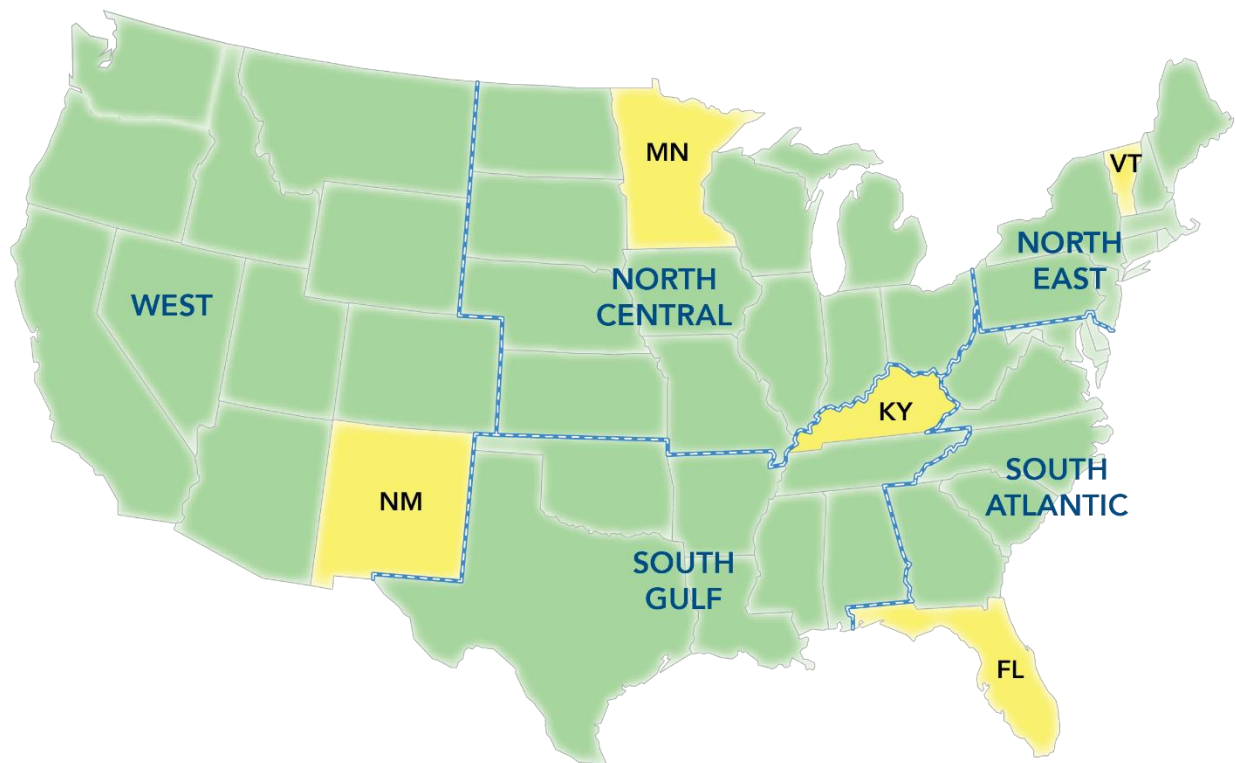 MN
VT
NORTH
EAST
WEST
NORTH
CENTRAL
KY
NM
SOUTH
ATLANTIC
SOUTH
GULF
FL